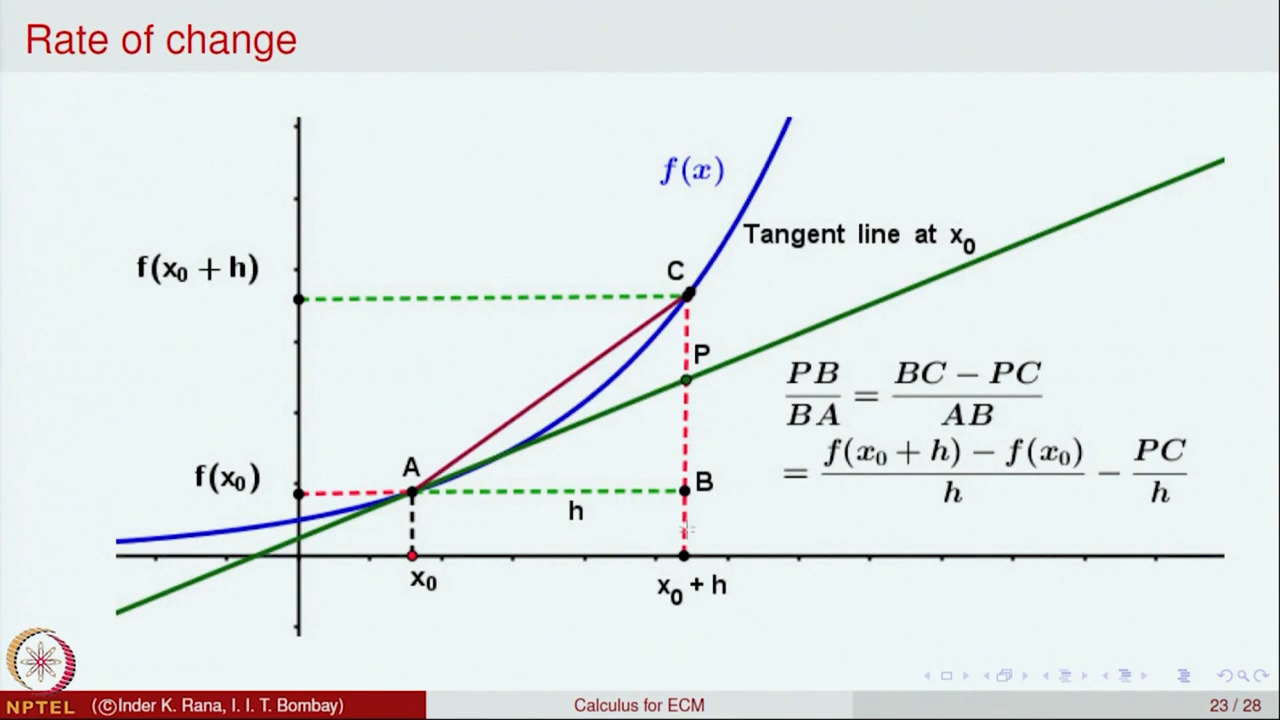 Rate of change
f(x)
Tangent line at x₀
f(x₀ + h)
C
P
PB/BA = (BC − PC)/AB
= (f(x₀ + h) − f(x₀))/h − PC/h
A
f(x₀)
B
h
x₀
x₀ + h
NPTEL
(©Inder K. Rana, I. I. T. Bombay)
Calculus for ECM
23 / 28